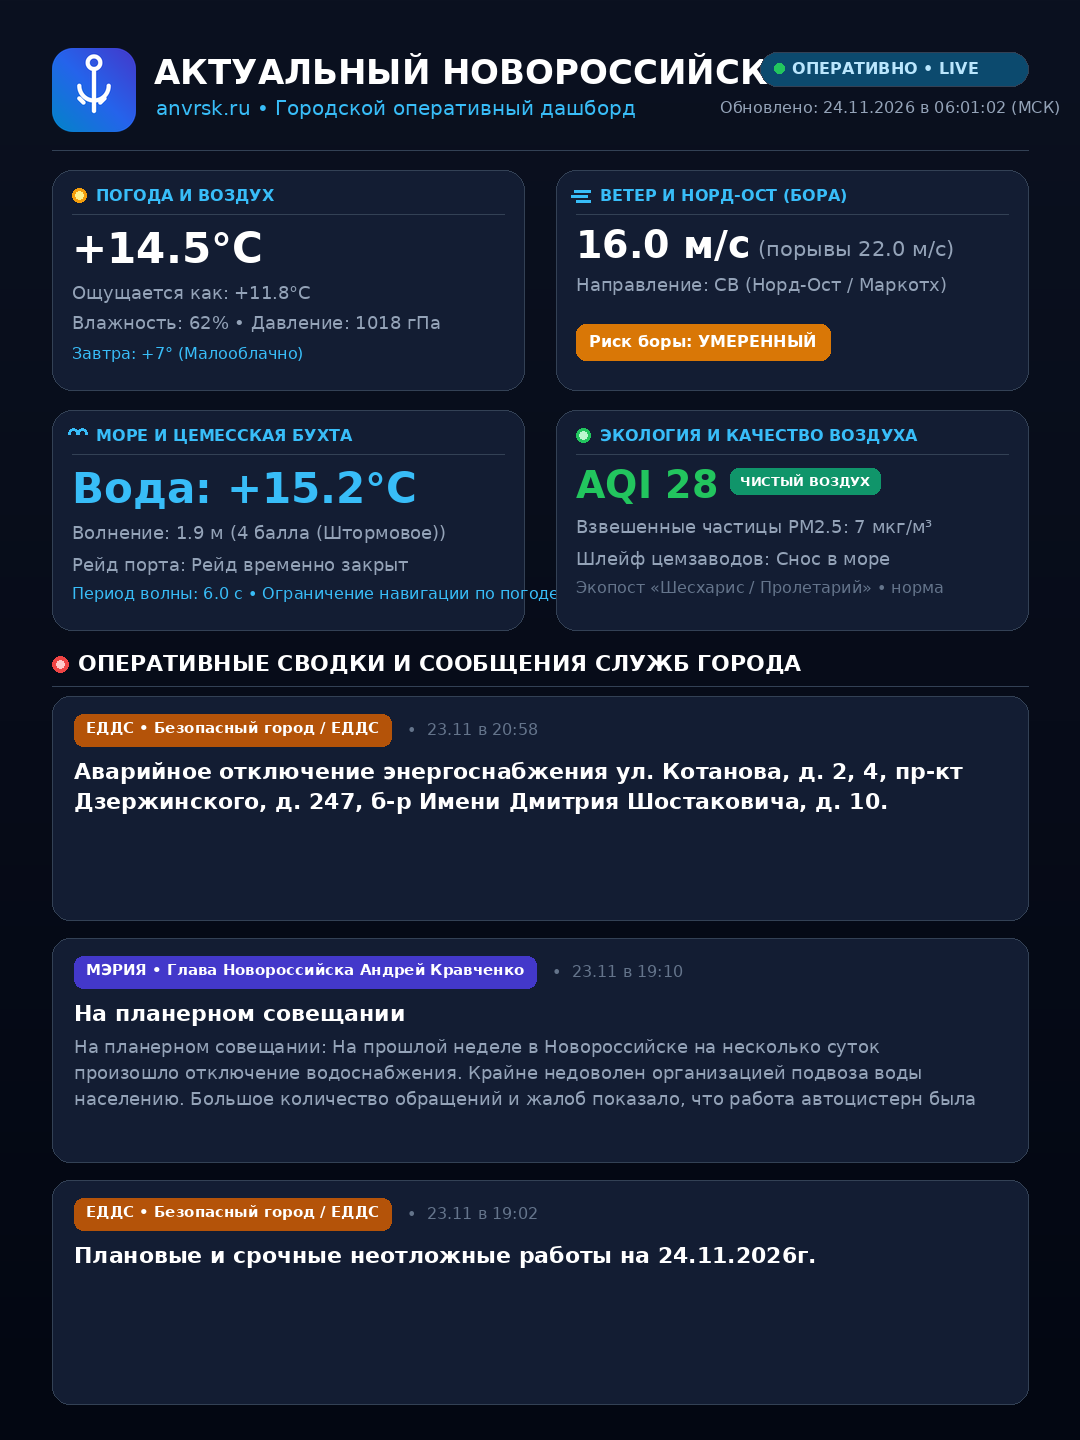 АКТУАЛЬНЫЙ НОВОРОССИЙСК
ОПЕРАТИВНО • LIVE
anvrsk.ru • Городской оперативный дашборд
Обновлено: 24.11.2026 в 06:01:02 (МСК)
ПОГОДА И ВОЗДУХ
+14.5°C
Ощущается как: +11.8°C
Влажность: 62% • Давление: 1018 гПа
Завтра: +7° (Малооблачно)
ВЕТЕР И НОРД-ОСТ (БОРА)
16.0 м/с (порывы 22.0 м/с)
Направление: СВ (Норд-Ост / Маркотх)
Риск боры: УМЕРЕННЫЙ
МОРЕ И ЦЕМЕССКАЯ БУХТА
Вода: +15.2°C
Волнение: 1.9 м (4 балла (Штормовое))
Рейд порта: Рейд временно закрыт
Период волны: 6.0 с • Ограничение навигации по погоде
ЭКОЛОГИЯ И КАЧЕСТВО ВОЗДУХА
AQI 28 ЧИСТЫЙ ВОЗДУХ
Взвешенные частицы PM2.5: 7 мкг/м³
Шлейф цемзаводов: Снос в море
Экопост «Шесхарис / Пролетарий» • норма
ОПЕРАТИВНЫЕ СВОДКИ И СООБЩЕНИЯ СЛУЖБ ГОРОДА
ЕДДС • Безопасный город / ЕДДС • 23.11 в 20:58
Аварийное отключение энергоснабжения ул. Котанова, д. 2, 4, пр-кт
Дзержинского, д. 247, б-р Имени Дмитрия Шостаковича, д. 10.
МЭРИЯ • Глава Новороссийска Андрей Кравченко • 23.11 в 19:10
На планерном совещании
На планерном совещании: На прошлой неделе в Новороссийске на несколько суток
произошло отключение водоснабжения. Крайне недоволен организацией подвоза воды
населению. Большое количество обращений и жалоб показало, что работа автоцистерн была
ЕДДС • Безопасный город / ЕДДС • 23.11 в 19:02
Плановые и срочные неотложные работы на 24.11.2026г.